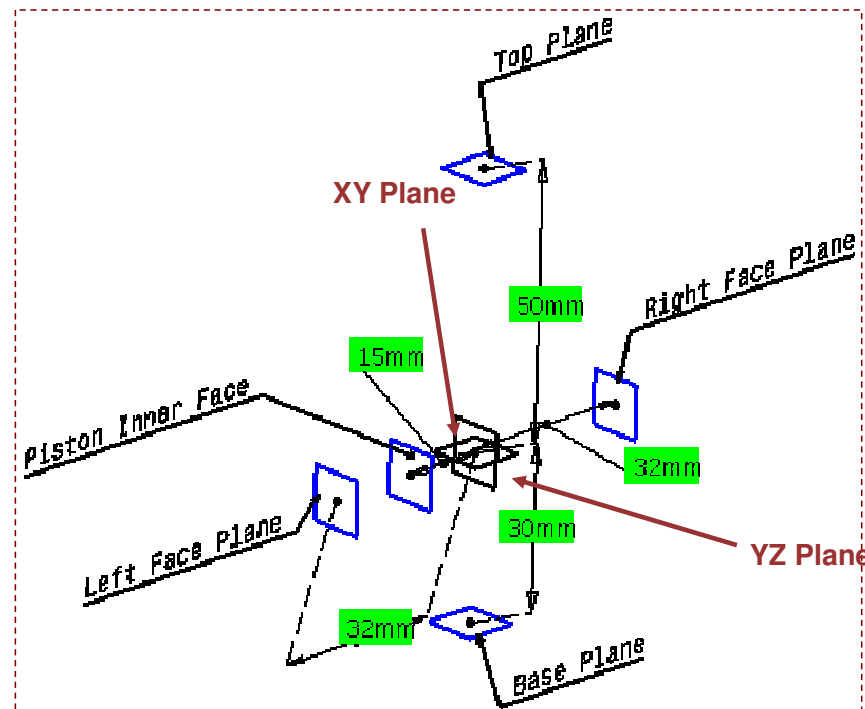 Top Plane
XY Plane
Right Face Plane
50mm
15mm
Piston Inner Face
32mm
Left Face Plane
30mm
YZ Plane
32mm
Base Plane